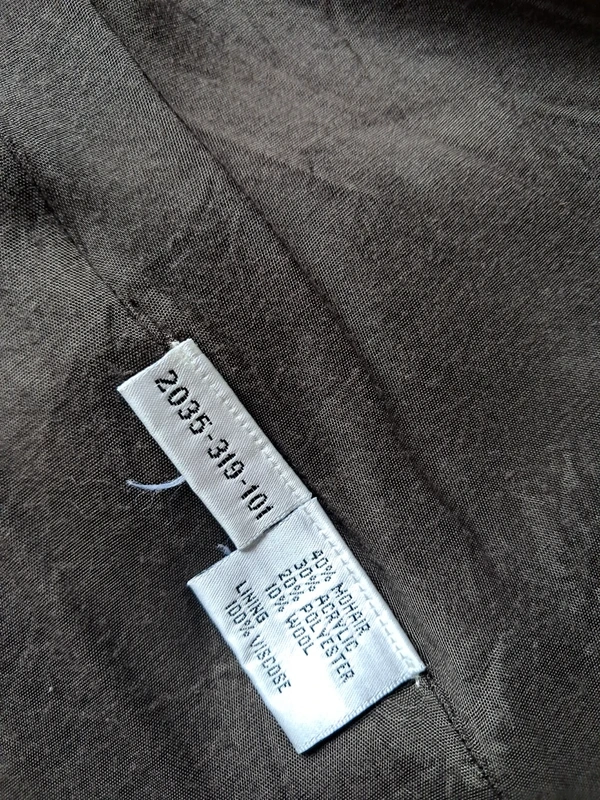 2035-319-101
40% MOHAIR
30% ACRYLIC
20% POLYESTER
10% WOOL
LINING
100% VISCOSE